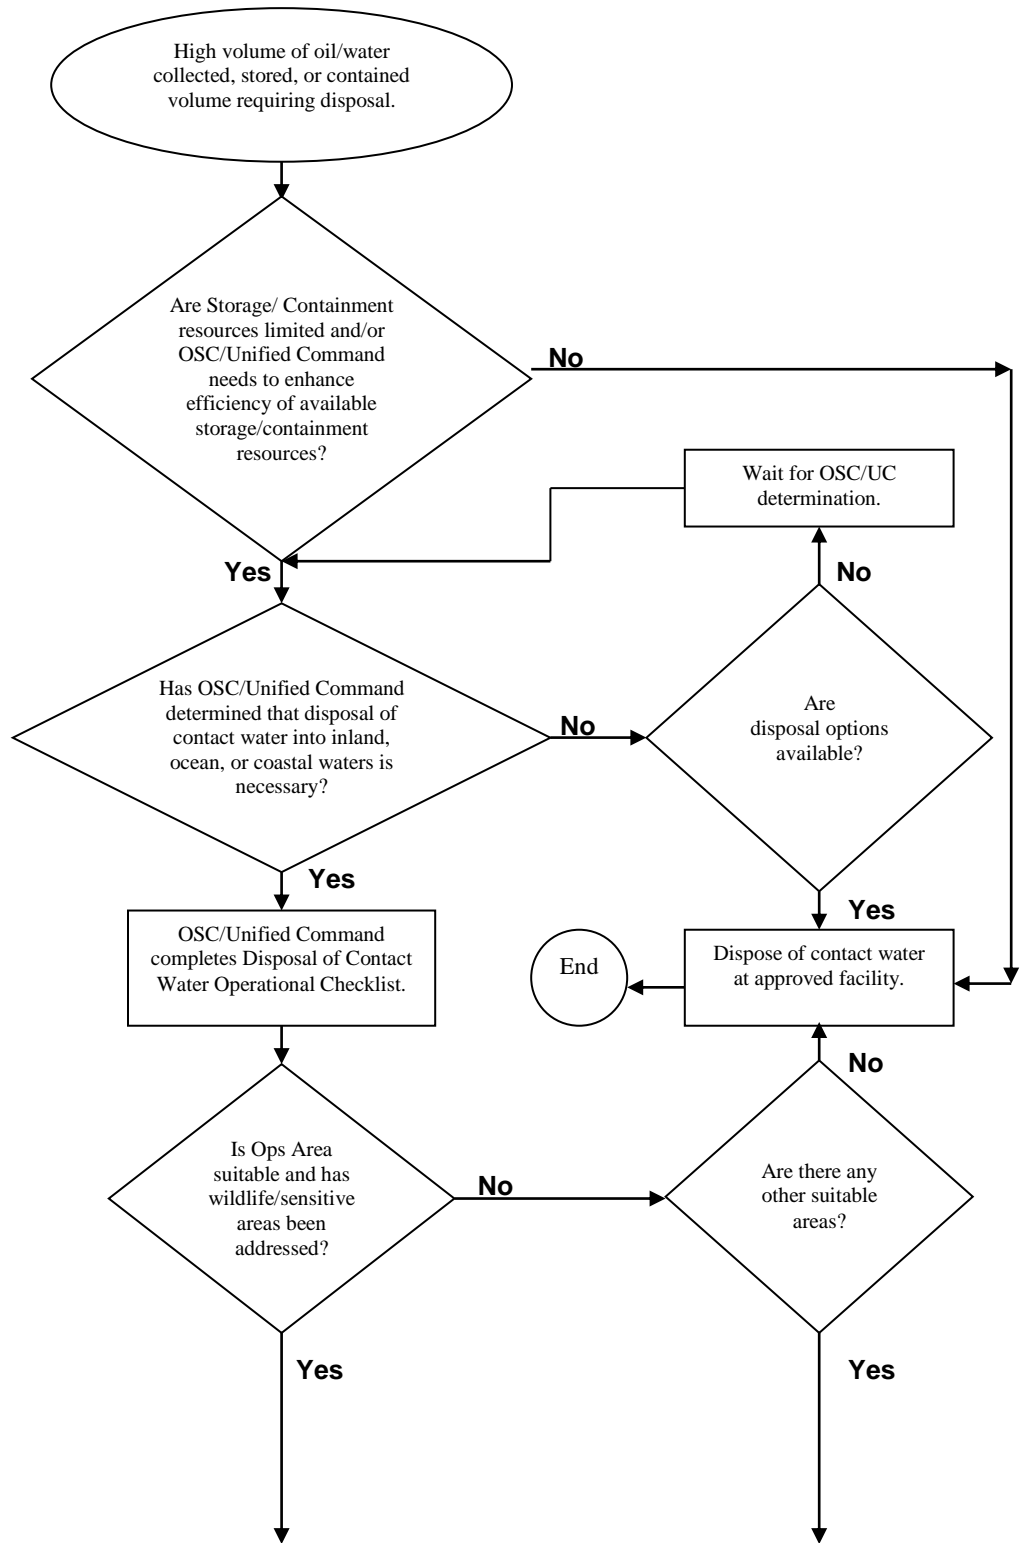 High volume of oil/water
collected, stored, or contained
volume requiring disposal.
Are Storage/ Containment
resources limited and/or
OSC/Unified Command
needs to enhance
efficiency of available
storage/containment
resources?
No
Wait for OSC/UC
determination.
Yes
No
Has OSC/Unified Command
determined that disposal of
contact water into inland,
ocean, or coastal waters is
necessary?
No
Are
disposal options
available?
Yes
Yes
OSC/Unified Command
completes Disposal of Contact
Water Operational Checklist.
End
Dispose of contact water
at approved facility.
No
Is Ops Area
suitable and has
wildlife/sensitive
areas been
addressed?
No
Are there any
other suitable
areas?
Yes
Yes